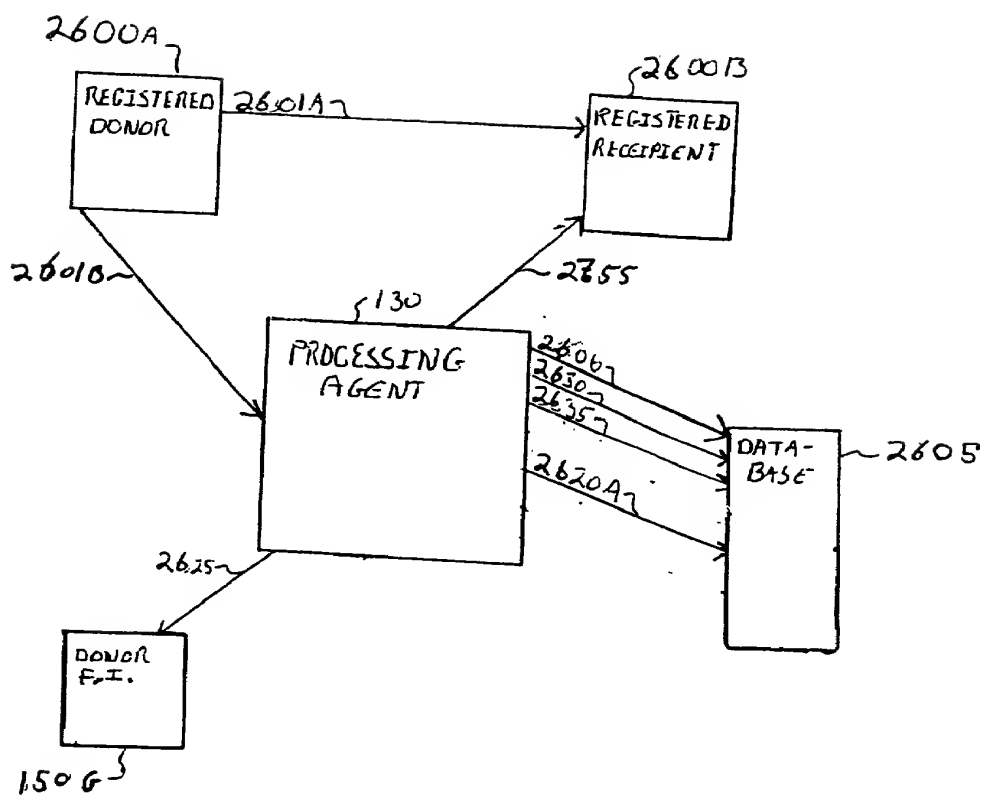 2600A
2600B
REGISTERED
DONOR
2601A
REGISTERED
RECEIPIENT
2601B
2755
130
PROCESSING
AGENT
2606
2630
2635
2620A
DATA-
BASE
2605
2625
DONOR
F.I.
150G